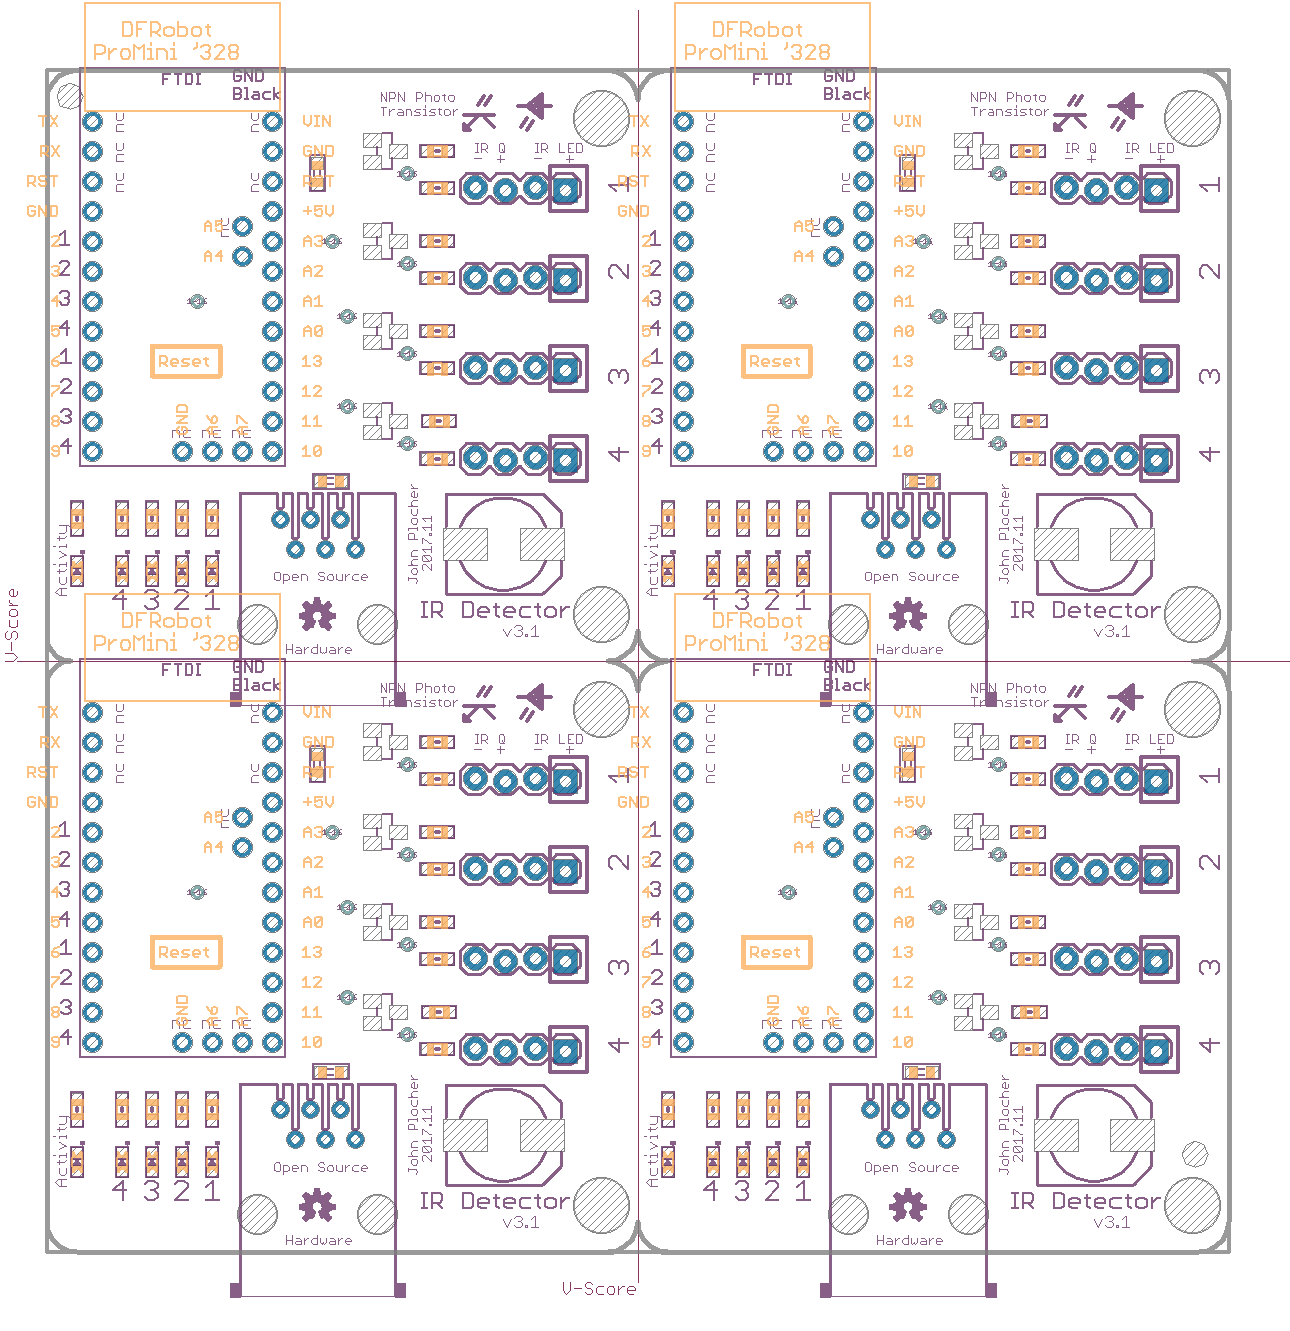 DFRobot
ProMini '328
FTDI
GND
Black
NPN Photo
Transistor
TX nc nc VIN
IR Q IR LED
- + - +
RX nc GND
RST nc nc RST 1
GND +5V
A5 nc
2 1 A3
A4
3 2 A2 2
4 3 A1
5 4 A0
6 1 Reset 13 3
7 2 12
8 3 GND A6 A7 11
nc nc nc
9 4 10 4
Activity
4 3 2 1
Open Source
Hardware
John Plocher
2017.11
IR Detector
v3.1
DFRobot
ProMini '328
FTDI
GND
Black
NPN Photo
Transistor
TX nc nc VIN
IR Q IR LED
- + - +
RX nc GND
RST nc nc RST 1
GND +5V
A5 nc
2 1 A3
A4
3 2 A2 2
4 3 A1
5 4 A0
6 1 Reset 13 3
7 2 12
8 3 GND A6 A7 11
nc nc nc
9 4 10 4
Activity
4 3 2 1
Open Source
Hardware
John Plocher
2017.11
IR Detector
v3.1
V-Score
DFRobot
ProMini '328
FTDI
GND
Black
NPN Photo
Transistor
TX nc nc VIN
IR Q IR LED
- + - +
RX nc GND
RST nc nc RST 1
GND +5V
A5 nc
2 1 A3
A4
3 2 A2 2
4 3 A1
5 4 A0
6 1 Reset 13 3
7 2 12
8 3 GND A6 A7 11
nc nc nc
9 4 10 4
Activity
4 3 2 1
Open Source
Hardware
John Plocher
2017.11
IR Detector
v3.1
DFRobot
ProMini '328
FTDI
GND
Black
NPN Photo
Transistor
TX nc nc VIN
IR Q IR LED
- + - +
RX nc GND
RST nc nc RST 1
GND +5V
A5 nc
2 1 A3
A4
3 2 A2 2
4 3 A1
5 4 A0
6 1 Reset 13 3
7 2 12
8 3 GND A6 A7 11
nc nc nc
9 4 10 4
Activity
4 3 2 1
Open Source
Hardware
John Plocher
2017.11
IR Detector
v3.1
V-Score